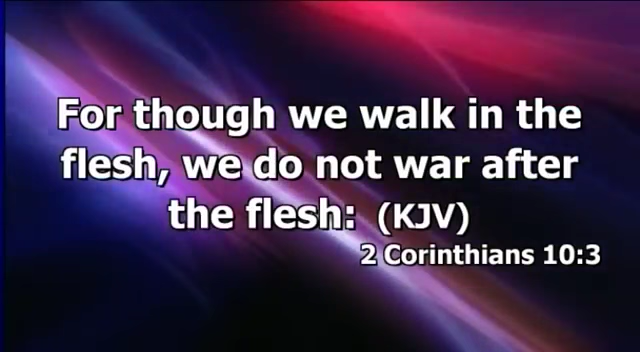 For though we walk in the
flesh, we do not war after
the flesh: (KJV)
2 Corinthians 10:3